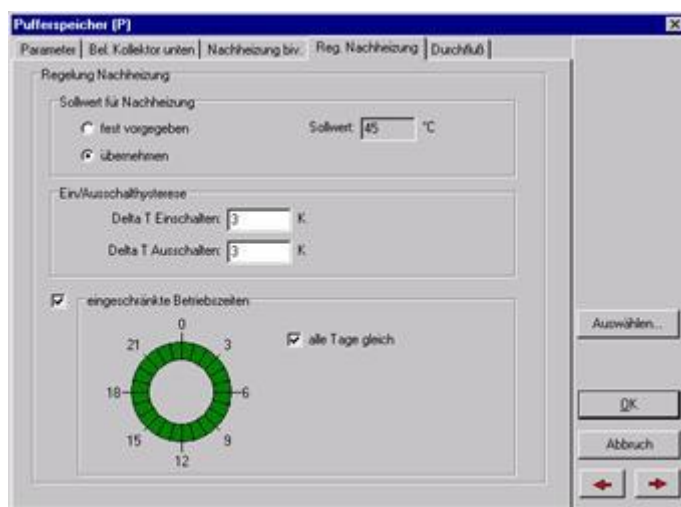 Pufferspeicher (P)
Parameter Bel. Kollektor unten Nachheizung biv. Reg. Nachheizung Durchfluß
Regelung Nachheizung
Sollwert für Nachheizung
fest vorgegeben Sollwert: 45 °C
übernehmen
Ein/Ausschalthysterese
Delta T Einschalten: 3 K
Delta T Ausschalten: 3 K
eingeschränkte Betriebszeiten
alle Tage gleich
0
21 3
18 6
15 9
12
Auswählen...
OK
Abbruch